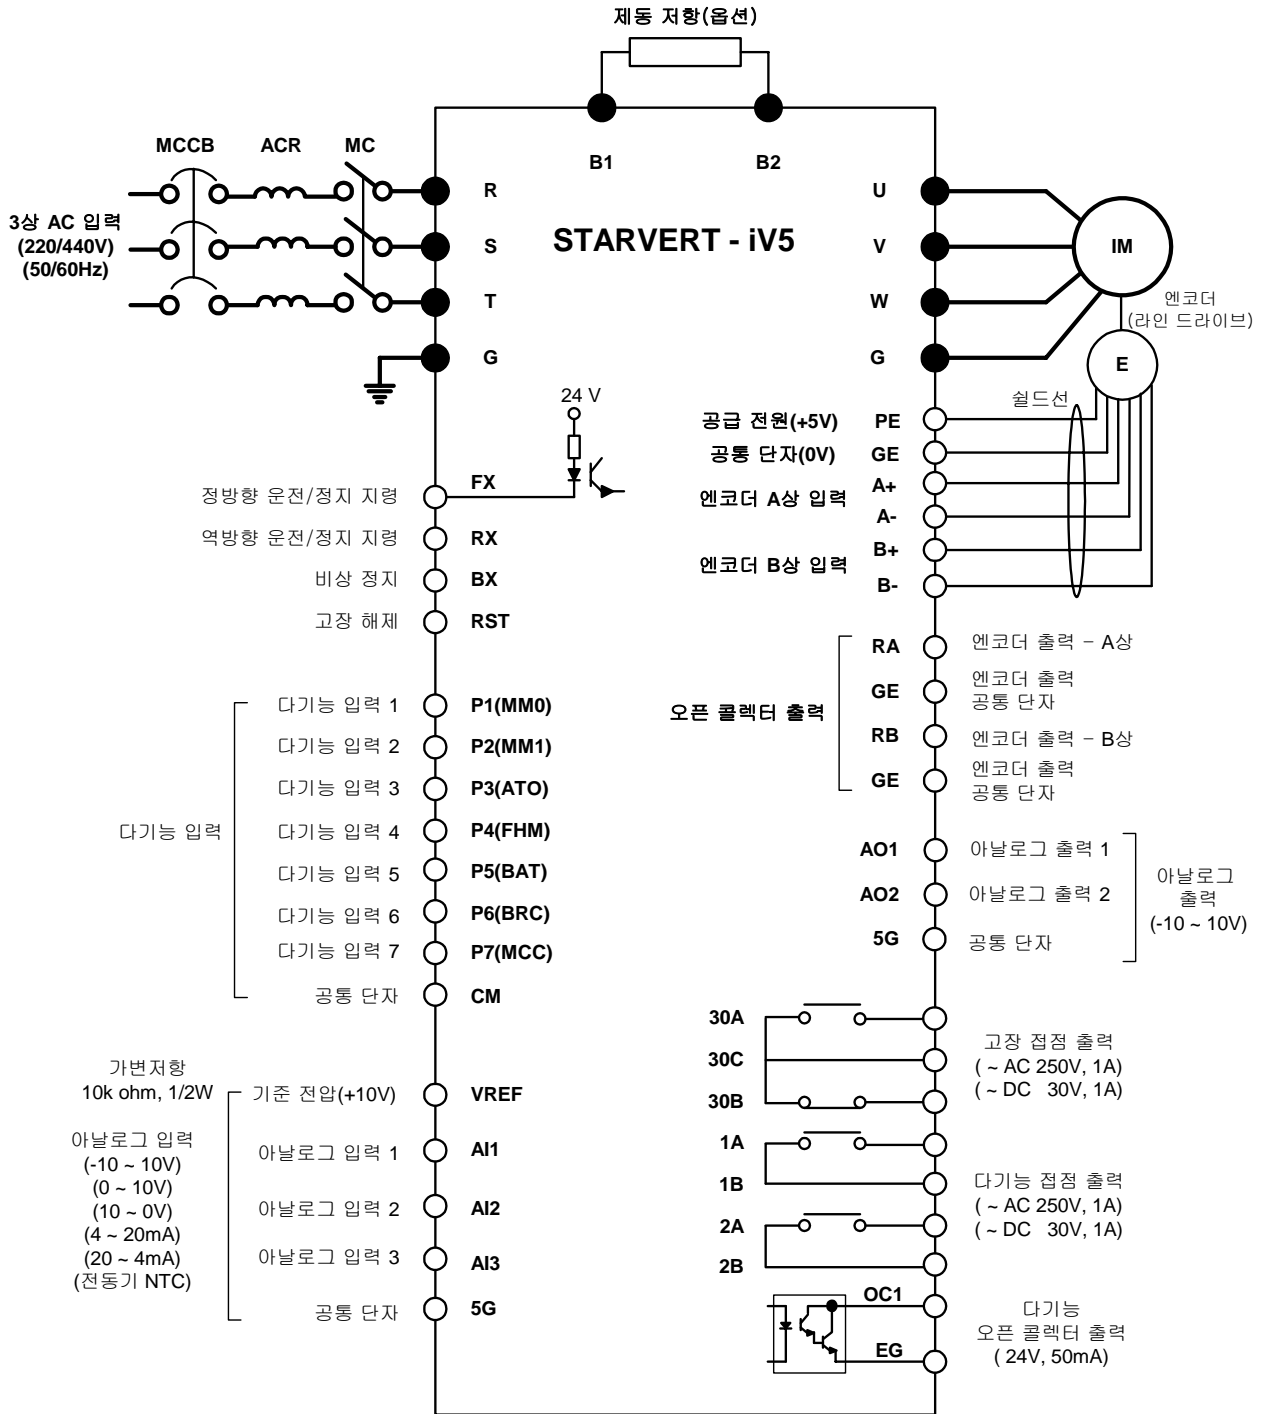 제동 저항(옵션)
MCCB ACR MC
B1 B2
3상 AC 입력
(220/440V)
(50/60Hz)
R
S
T
G
STARVERT - iV5
U
V
W
G
IM
엔코더
(라인 드라이브)
E
쉴드선
24 V
공급 전원(+5V) PE
공통 단자(0V) GE
엔코더 A상 입력 A+
A-
엔코더 B상 입력 B+
B-
정방향 운전/정지 지령 FX
역방향 운전/정지 지령 RX
비상 정지 BX
고장 해제 RST
오픈 콜렉터 출력
RA 엔코더 출력 – A상
GE 엔코더 출력
공통 단자
RB 엔코더 출력 – B상
GE 엔코더 출력
공통 단자
다기능 입력
다기능 입력 1 P1(MM0)
다기능 입력 2 P2(MM1)
다기능 입력 3 P3(ATO)
다기능 입력 4 P4(FHM)
다기능 입력 5 P5(BAT)
다기능 입력 6 P6(BRC)
다기능 입력 7 P7(MCC)
공통 단자 CM
AO1 아날로그 출력 1
AO2 아날로그 출력 2
5G 공통 단자
아날로그
출력
(-10 ~ 10V)
가변저항
10k ohm, 1/2W
기준 전압(+10V) VREF
아날로그 입력
(-10 ~ 10V)
(0 ~ 10V)
(10 ~ 0V)
(4 ~ 20mA)
(20 ~ 4mA)
(전동기 NTC)
아날로그 입력 1 AI1
아날로그 입력 2 AI2
아날로그 입력 3 AI3
공통 단자 5G
30A
30C
30B
고장 접점 출력
( ~ AC 250V, 1A)
( ~ DC 30V, 1A)
1A
1B
2A
2B
다기능 접점 출력
( ~ AC 250V, 1A)
( ~ DC 30V, 1A)
OC1
EG
다기능
오픈 콜렉터 출력
( 24V, 50mA)